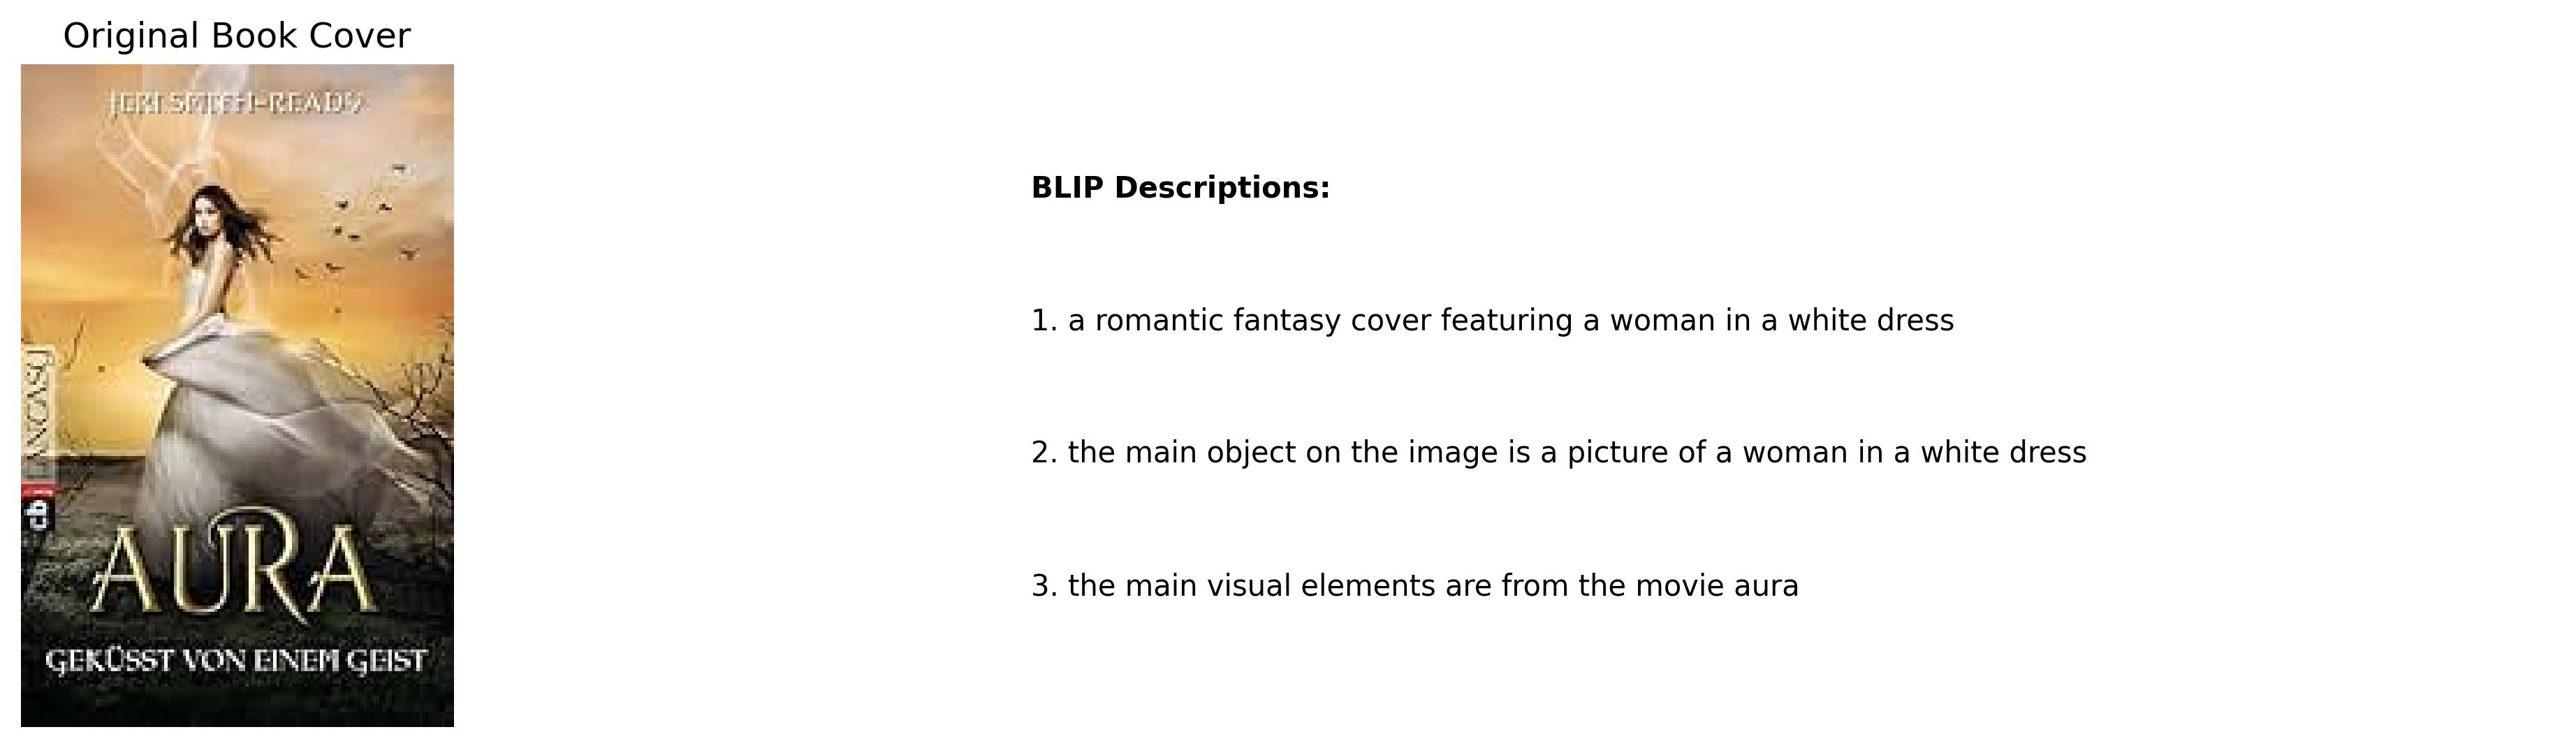 Original Book Cover
JERI SMITH-READY
FANTASY
cbt
AURA
GEKÜSST VON EINEM GEIST
BLIP Descriptions:
1. a romantic fantasy cover featuring a woman in a white dress
2. the main object on the image is a picture of a woman in a white dress
3. the main visual elements are from the movie aura